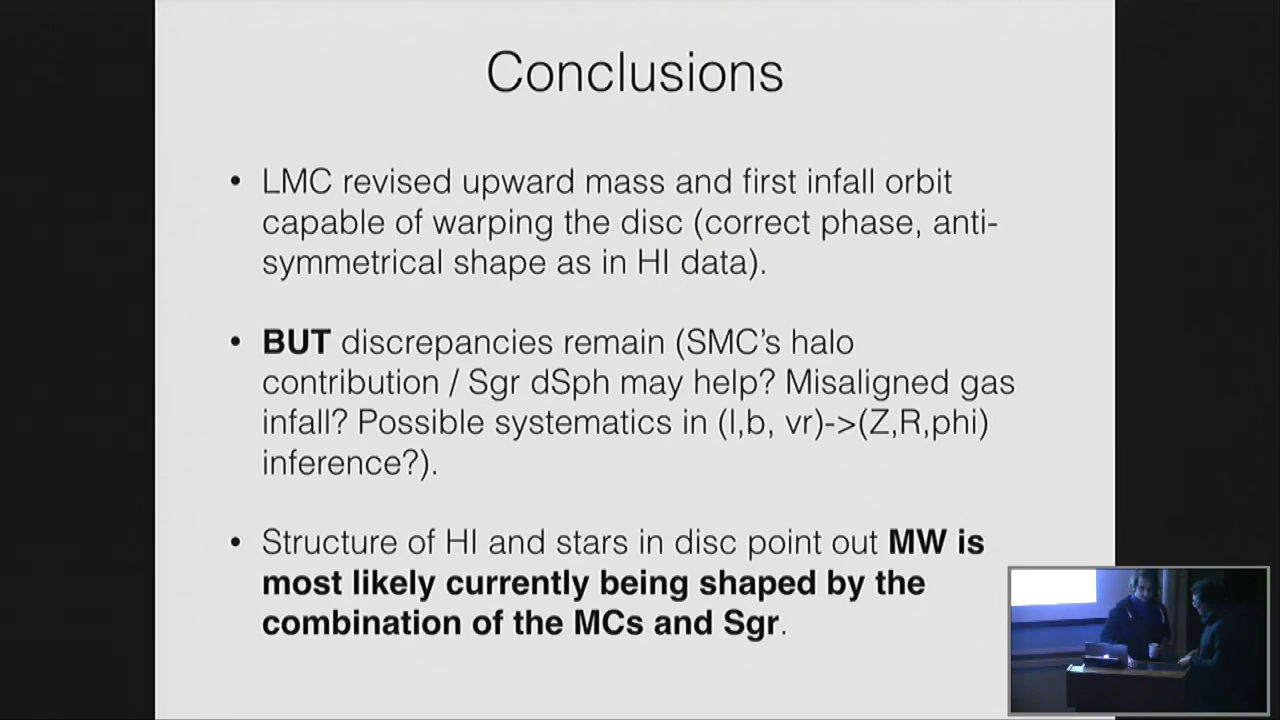 Conclusions
• LMC revised upward mass and first infall orbit
capable of warping the disc (correct phase, anti-
symmetrical shape as in HI data).
• BUT discrepancies remain (SMC's halo
contribution / Sgr dSph may help? Misaligned gas
infall? Possible systematics in (l,b, vr)->(Z,R,phi)
inference?).
• Structure of HI and stars in disc point out MW is
most likely currently being shaped by the
combination of the MCs and Sgr.